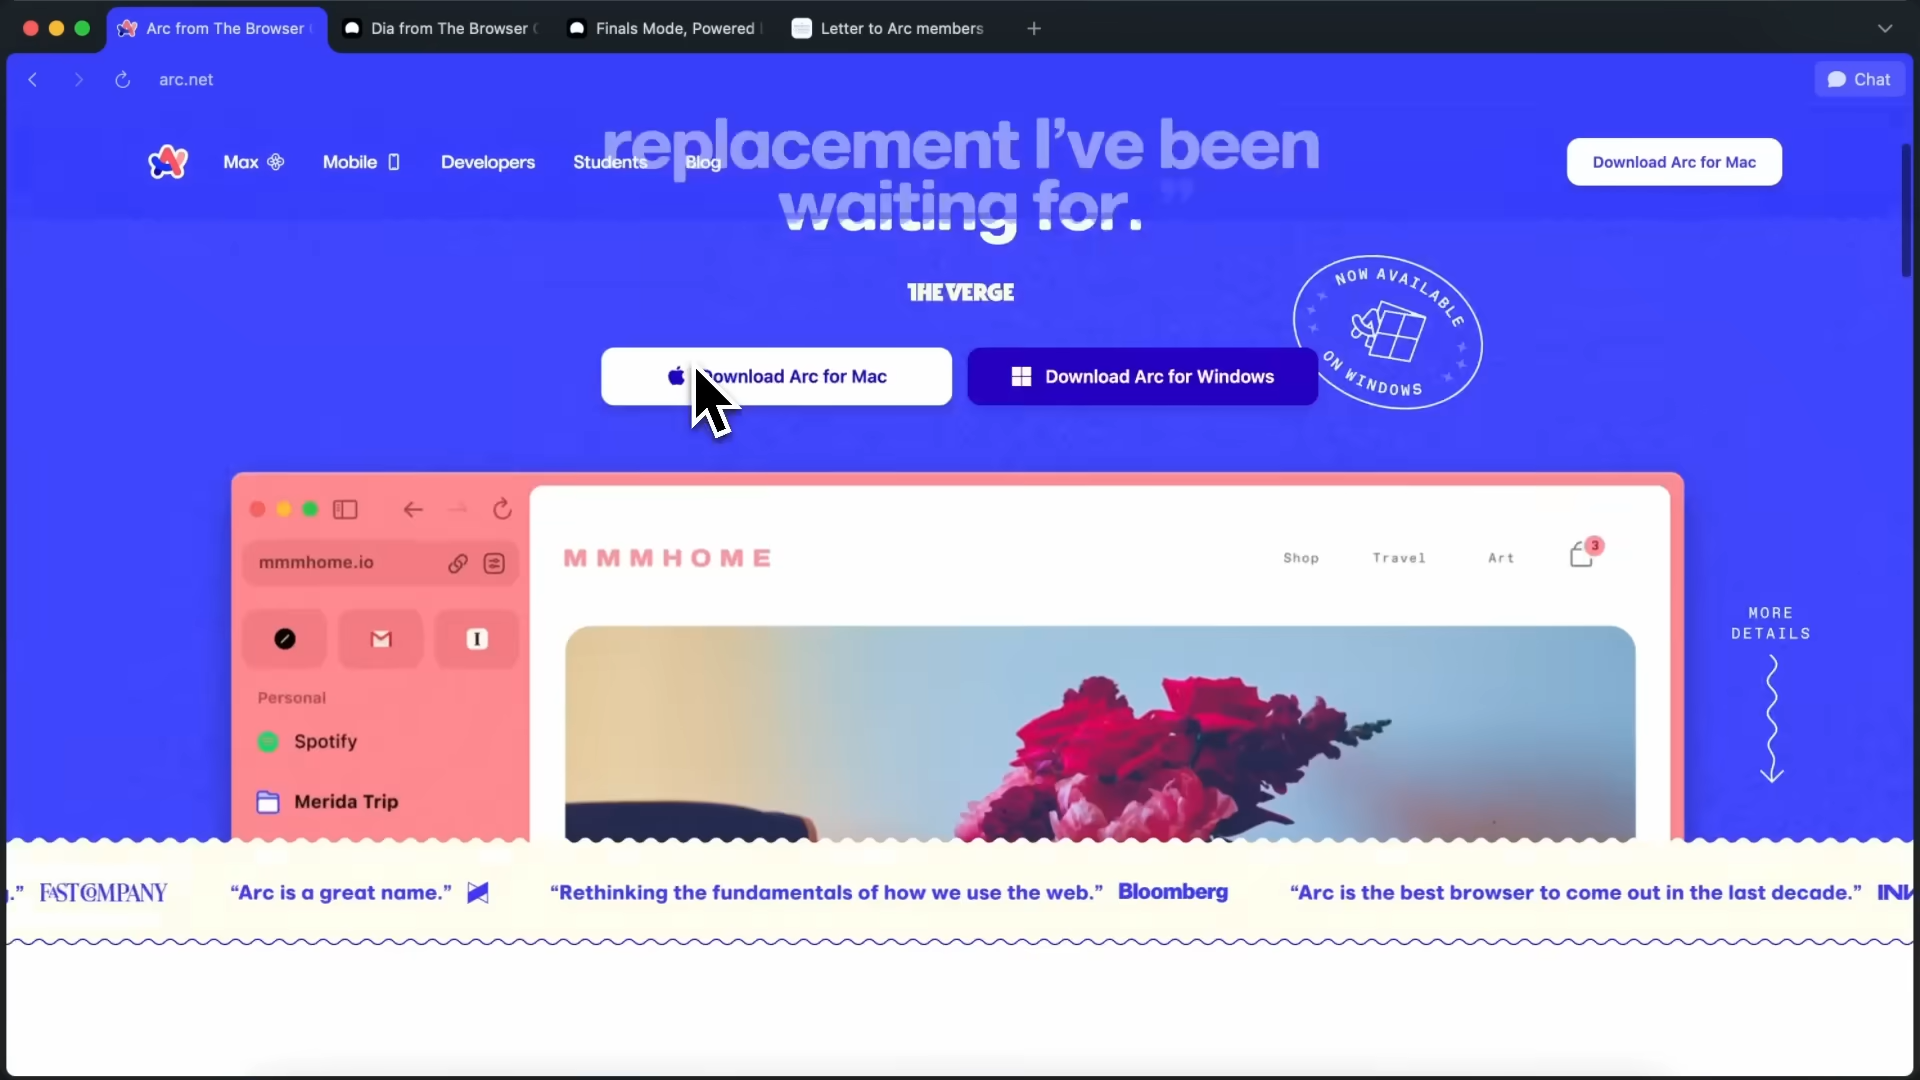 Arc from The Browser
Dia from The Browser
Finals Mode, Powered
Letter to Arc members
arc.net
Chat
replacement I’ve been
waiting for.”
Max
Mobile
Developers
Students
Blog
Download Arc for Mac
THE VERGE
NOW AVAILABLE
ON WINDOWS
Download Arc for Mac
Download Arc for Windows
mmmhome.io
MMMHOME
Shop
Travel
Art
3
I
Personal
Spotify
Merida Trip
MORE
DETAILS
.” FAST COMPANY “Arc is a great name.” “Rethinking the fundamentals of how we use the web.” Bloomberg “Arc is the best browser to come out in the last decade.”